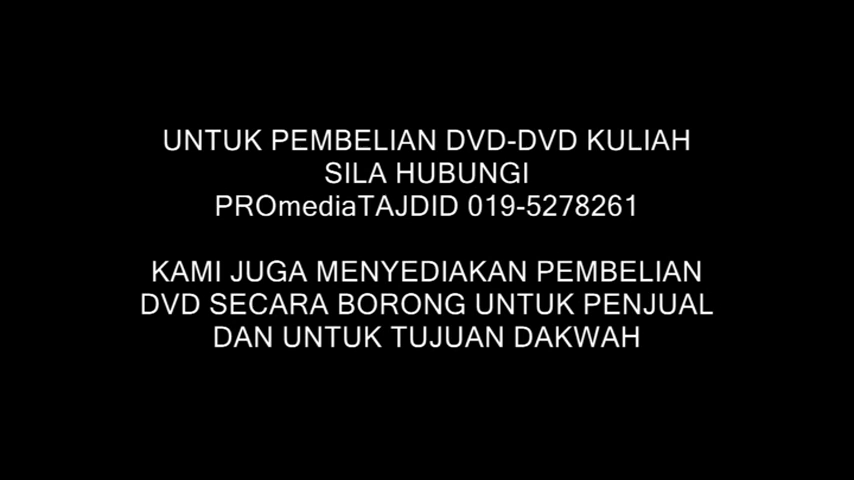 UNTUK PEMBELIAN DVD-DVD KULIAH
SILA HUBUNGI
PROmediaTAJDID 019-5278261
KAMI JUGA MENYEDIAKAN PEMBELIAN
DVD SECARA BORONG UNTUK PENJUAL
DAN UNTUK TUJUAN DAKWAH